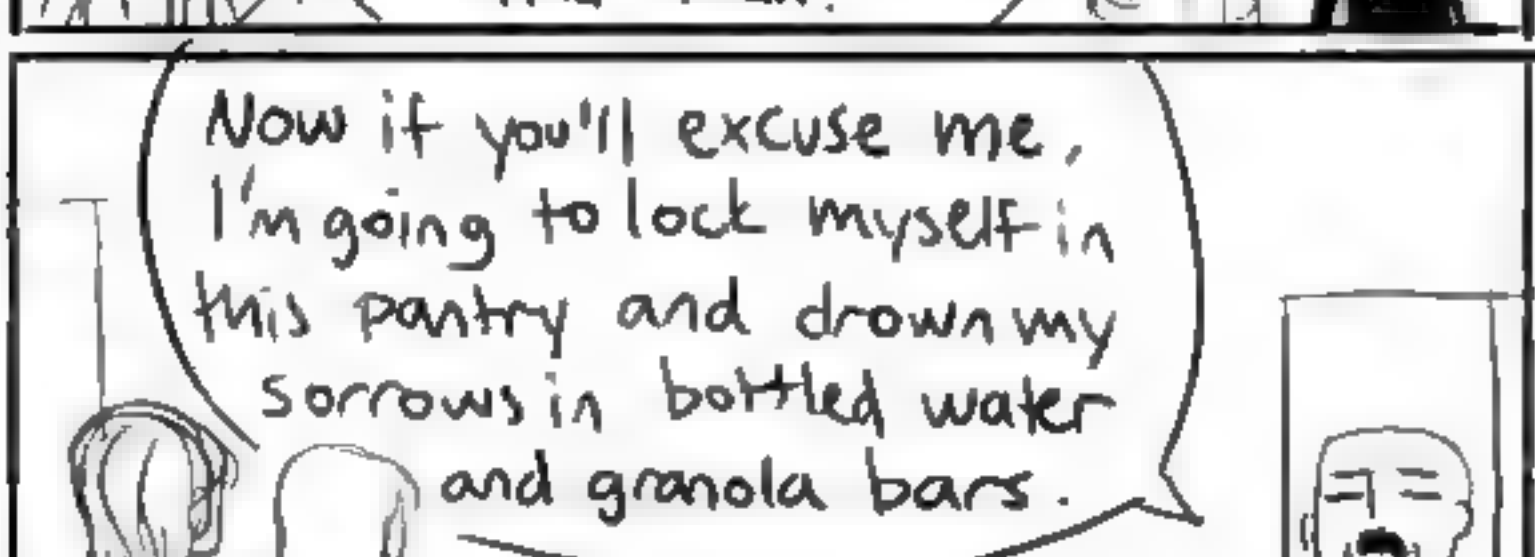 Now if you'll excuse me,
I'm going to lock myself in
this pantry and drown my
sorrows in bottled water
and granola bars.